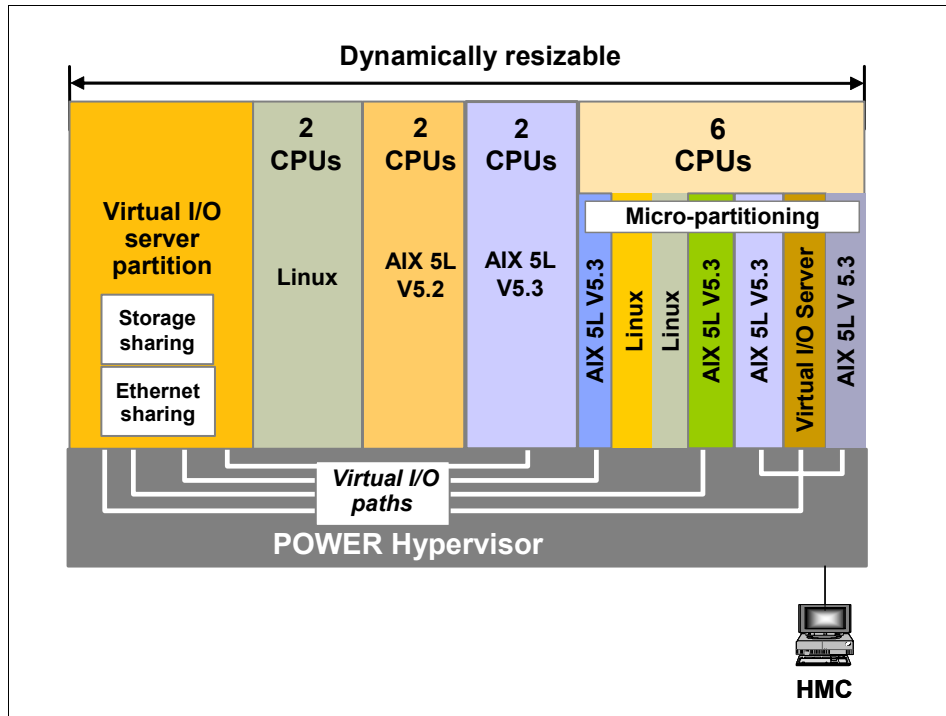 Dynamically resizable
Virtual I/O
server
partition
Storage
sharing
Ethernet
sharing
2
CPUs
Linux
2
CPUs
AIX 5L
V5.2
2
CPUs
AIX 5L
V5.3
6
CPUs
Micro-partitioning
AIX 5L V5.3
Linux
Linux
AIX 5L V5.3
AIX 5L V5.3
Virtual I/O Server
AIX 5L V 5.3
Virtual I/O
paths
POWER Hypervisor
HMC